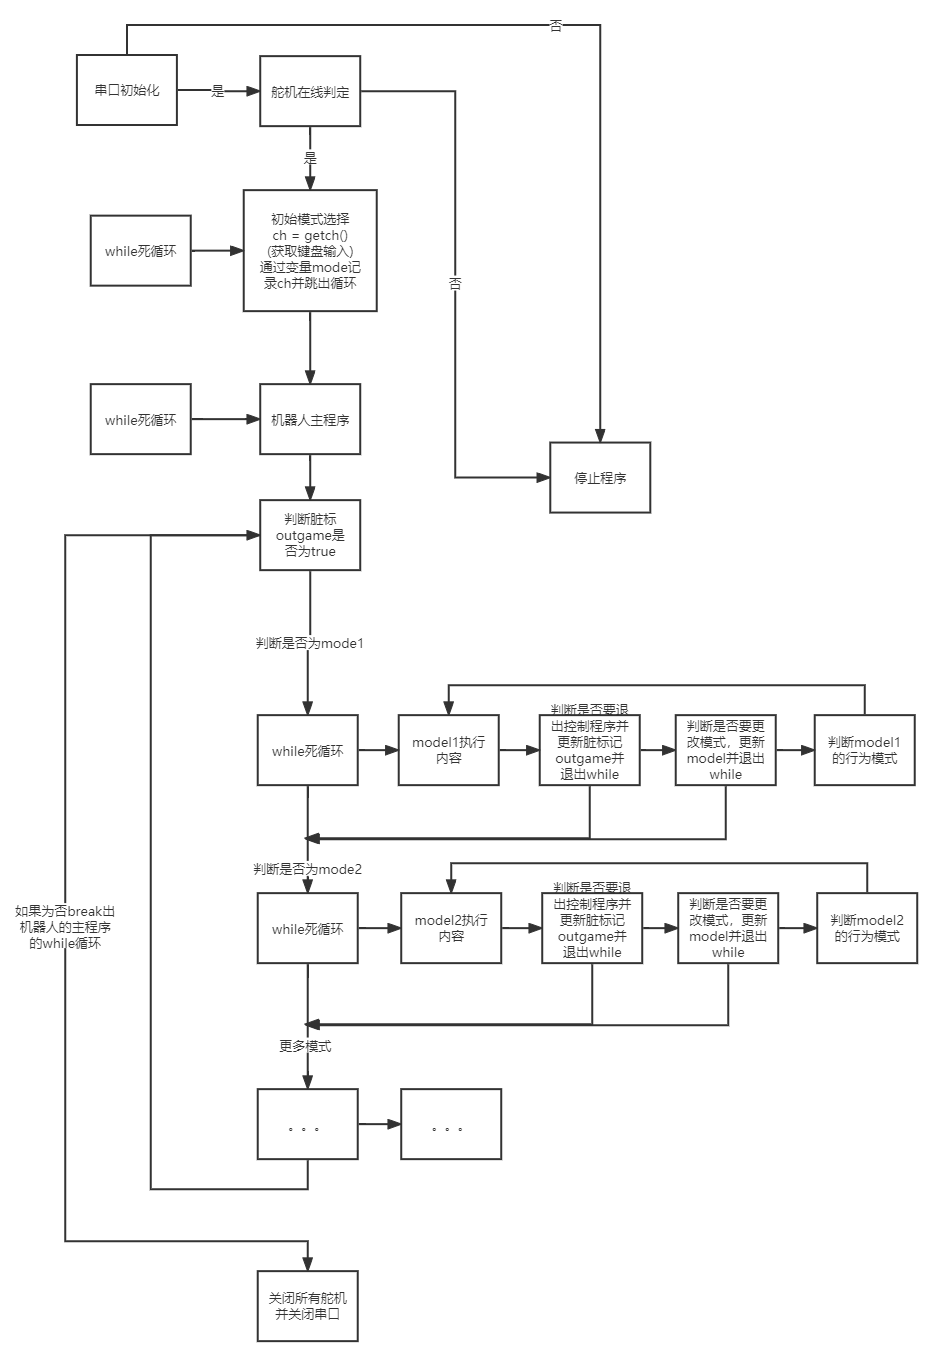 否
串口初始化
是
舵机在线判定
是
初始模式选择
ch = getch()
(获取键盘输入)
通过变量mode记
录ch并跳出循环
while死循环
否
while死循环
机器人主程序
停止程序
判断脏标
outgame是
否为true
判断是否为mode1
while死循环
model1执行
内容
判断是否要退
出控制程序并
更新脏标记
outgame并
退出while
判断是否要更
改模式，更新
model并退出
while
判断model1
的行为模式
判断是否为mode2
while死循环
model2执行
内容
判断是否要退
出控制程序并
更新脏标记
outgame并
退出while
判断是否要更
改模式，更新
model并退出
while
判断model2
的行为模式
如果为否break出
机器人的主程序
的while循环
更多模式
。。。
。。。
关闭所有舵机
并关闭串口